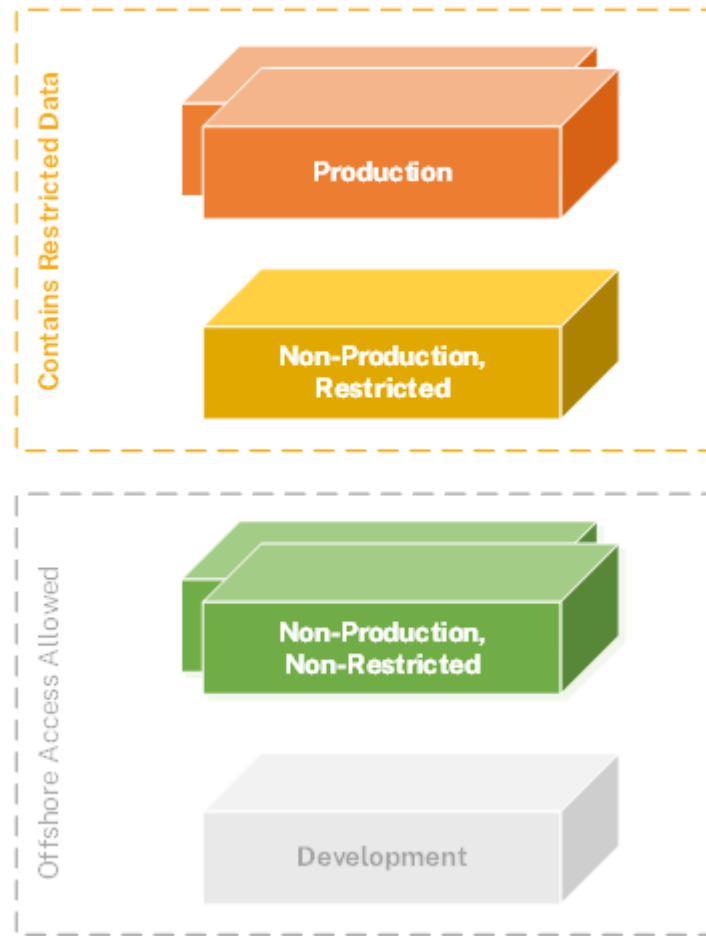 Contains Restricted Data
Production
Non-Production,
Restricted
Offshore Access Allowed
Non-Production,
Non-Restricted
Development